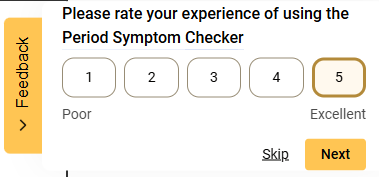 Please rate your experience of using the
Period Symptom Checker
Feedback
1 2 3 4 5
Poor Excellent
Skip Next